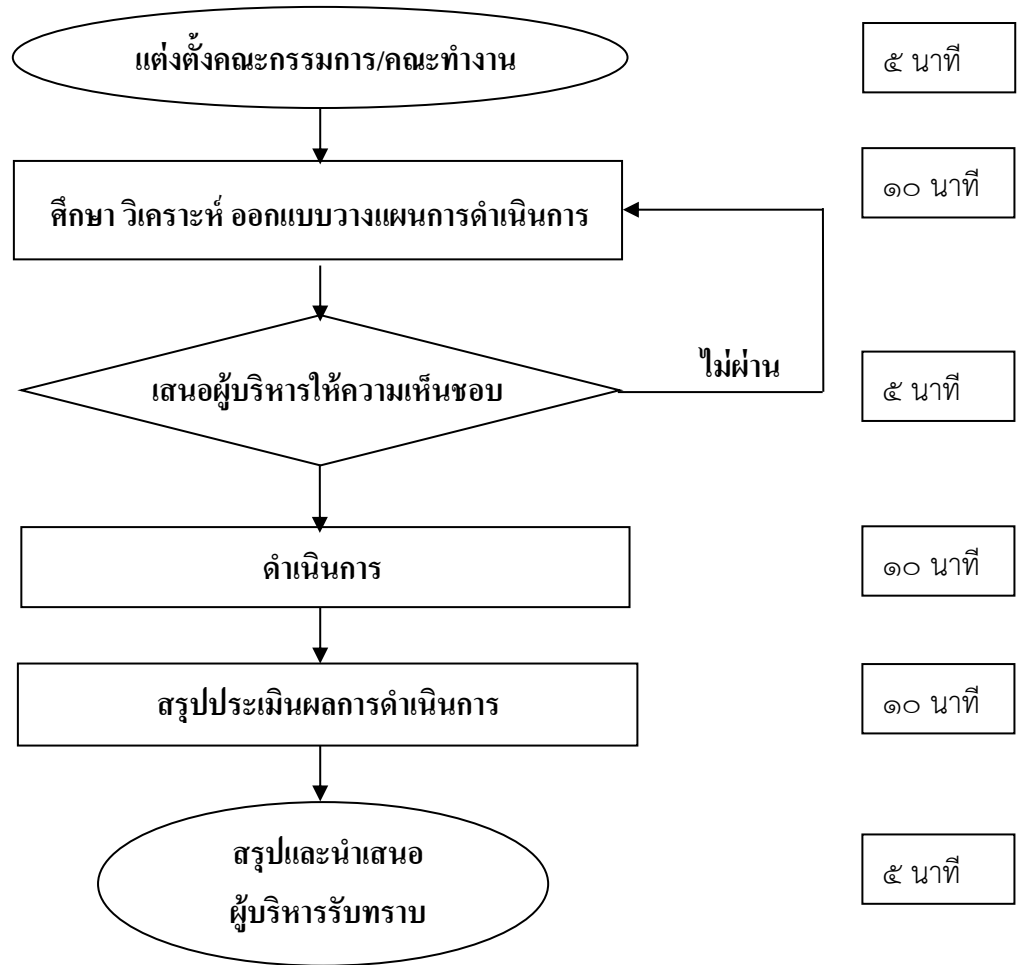 แต่งตั้งคณะกรรมการ/คณะทำงาน
๕ นาที
ศึกษา วิเคราะห์ ออกแบบวางแผนการดำเนินการ
๑๐ นาที
เสนอผู้บริหารให้ความเห็นชอบ
ไม่ผ่าน
๕ นาที
ดำเนินการ
๑๐ นาที
สรุปประเมินผลการดำเนินการ
๑๐ นาที
สรุปและนำเสนอ
ผู้บริหารรับทราบ
๕ นาที